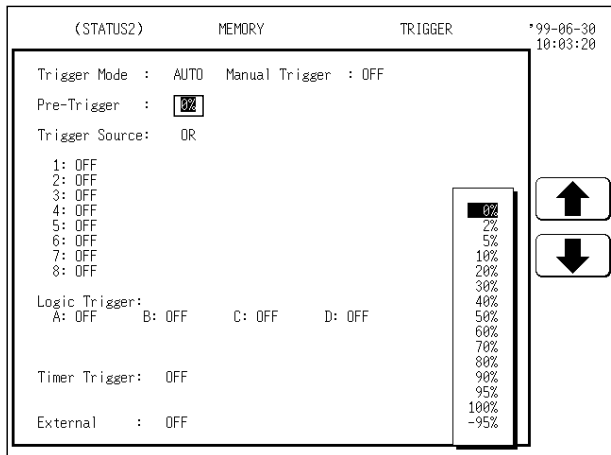 (STATUS2) MEMORY TRIGGER '99-06-30
10:03:20
Trigger Mode : AUTO Manual Trigger : OFF
Pre-Trigger : 0%
Trigger Source: OR
1: OFF
2: OFF
3: OFF
4: OFF
5: OFF
6: OFF
7: OFF
8: OFF
Logic Trigger:
A: OFF B: OFF C: OFF D: OFF
Timer Trigger: OFF
External : OFF
0%
2%
5%
10%
20%
30%
40%
50%
60%
70%
80%
90%
95%
100%
-95%